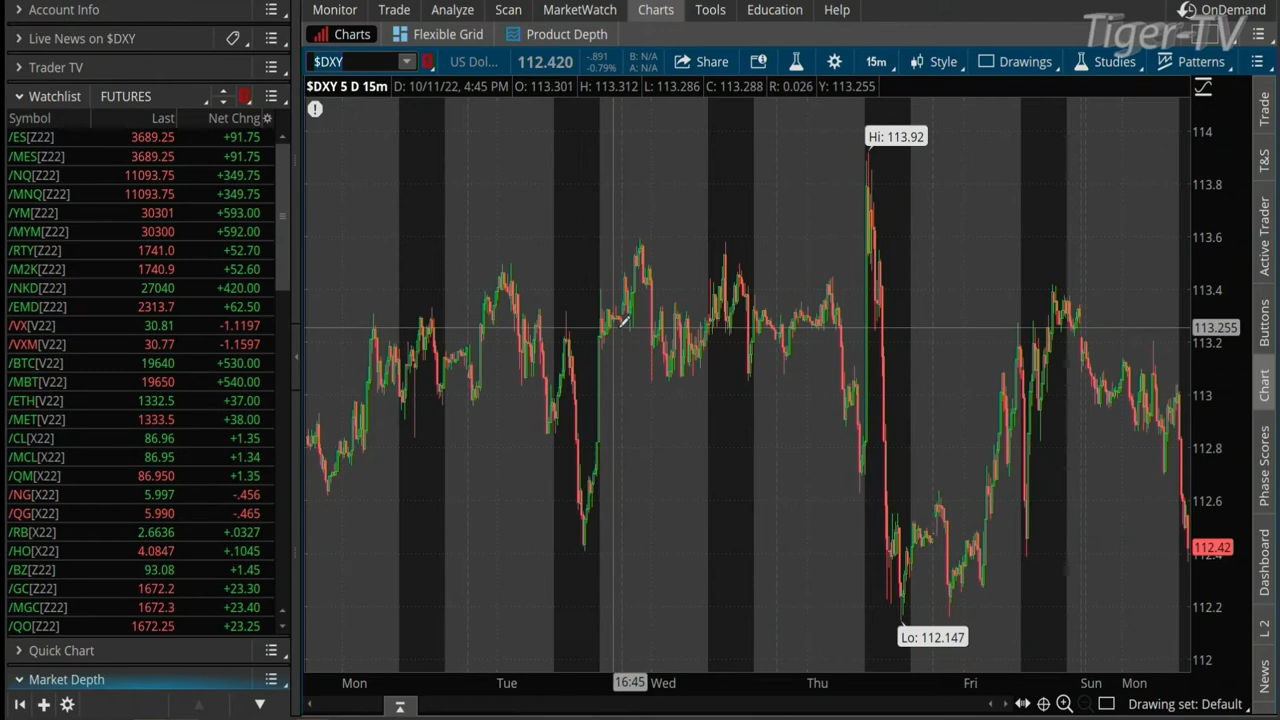 Account Info
Live News on $DXY
Trader TV
Watchlist FUTURES
Symbol Last Net Chng
/ES[Z22] 3689.25 +91.75
/MES[Z22] 3689.25 +91.75
/NQ[Z22] 11093.75 +349.75
/MNQ[Z22] 11093.75 +349.75
/YM[Z22] 30301 +593.00
/MYM[Z22] 30300 +592.00
/RTY[Z22] 1741.0 +52.70
/M2K[Z22] 1740.9 +52.60
/NKD[Z22] 27040 +420.00
/EMD[Z22] 2313.7 +62.50
/VX[V22] 30.81 -1.1197
/VXM[V22] 30.77 -1.1597
/BTC[V22] 19640 +530.00
/MBT[V22] 19650 +540.00
/ETH[V22] 1332.5 +37.00
/MET[V22] 1333.5 +38.00
/CL[X22] 86.96 +1.35
/MCL[X22] 86.95 +1.34
/QM[X22] 86.950 +1.35
/NG[X22] 5.997 -.456
/QG[X22] 5.990 -.465
/RB[X22] 2.6636 +.0327
/HO[X22] 4.0847 +.1045
/BZ[Z22] 93.08 +1.45
/GC[Z22] 1672.2 +23.30
/MGC[Z22] 1672.3 +23.40
/QO[Z22] 1672.25 +23.25
Quick Chart
Market Depth
Monitor Trade Analyze Scan MarketWatch Charts Tools Education Help
OnDemand
Tiger-TV
Charts Flexible Grid Product Depth
$DXY US Dol... 112.420 -.891 -0.79% B: N/A A: N/A Share 15m Style Drawings Studies Patterns
$DXY 5 D 15m D: 10/11/22, 4:45 PM O: 113.301 H: 113.312 L: 113.286 C: 113.288 R: 0.026 Y: 113.255
Hi: 113.92
Lo: 112.147
114
113.8
113.6
113.4
113.255
113.2
113
112.8
112.6
112.42
112.4
112.2
112
Mon Tue 16:45 Wed Thu Fri Sun Mon
Drawing set: Default
Trade
T&S
Active Trader
Buttons
Chart
Phase Scores
Dashboard
L 2
News